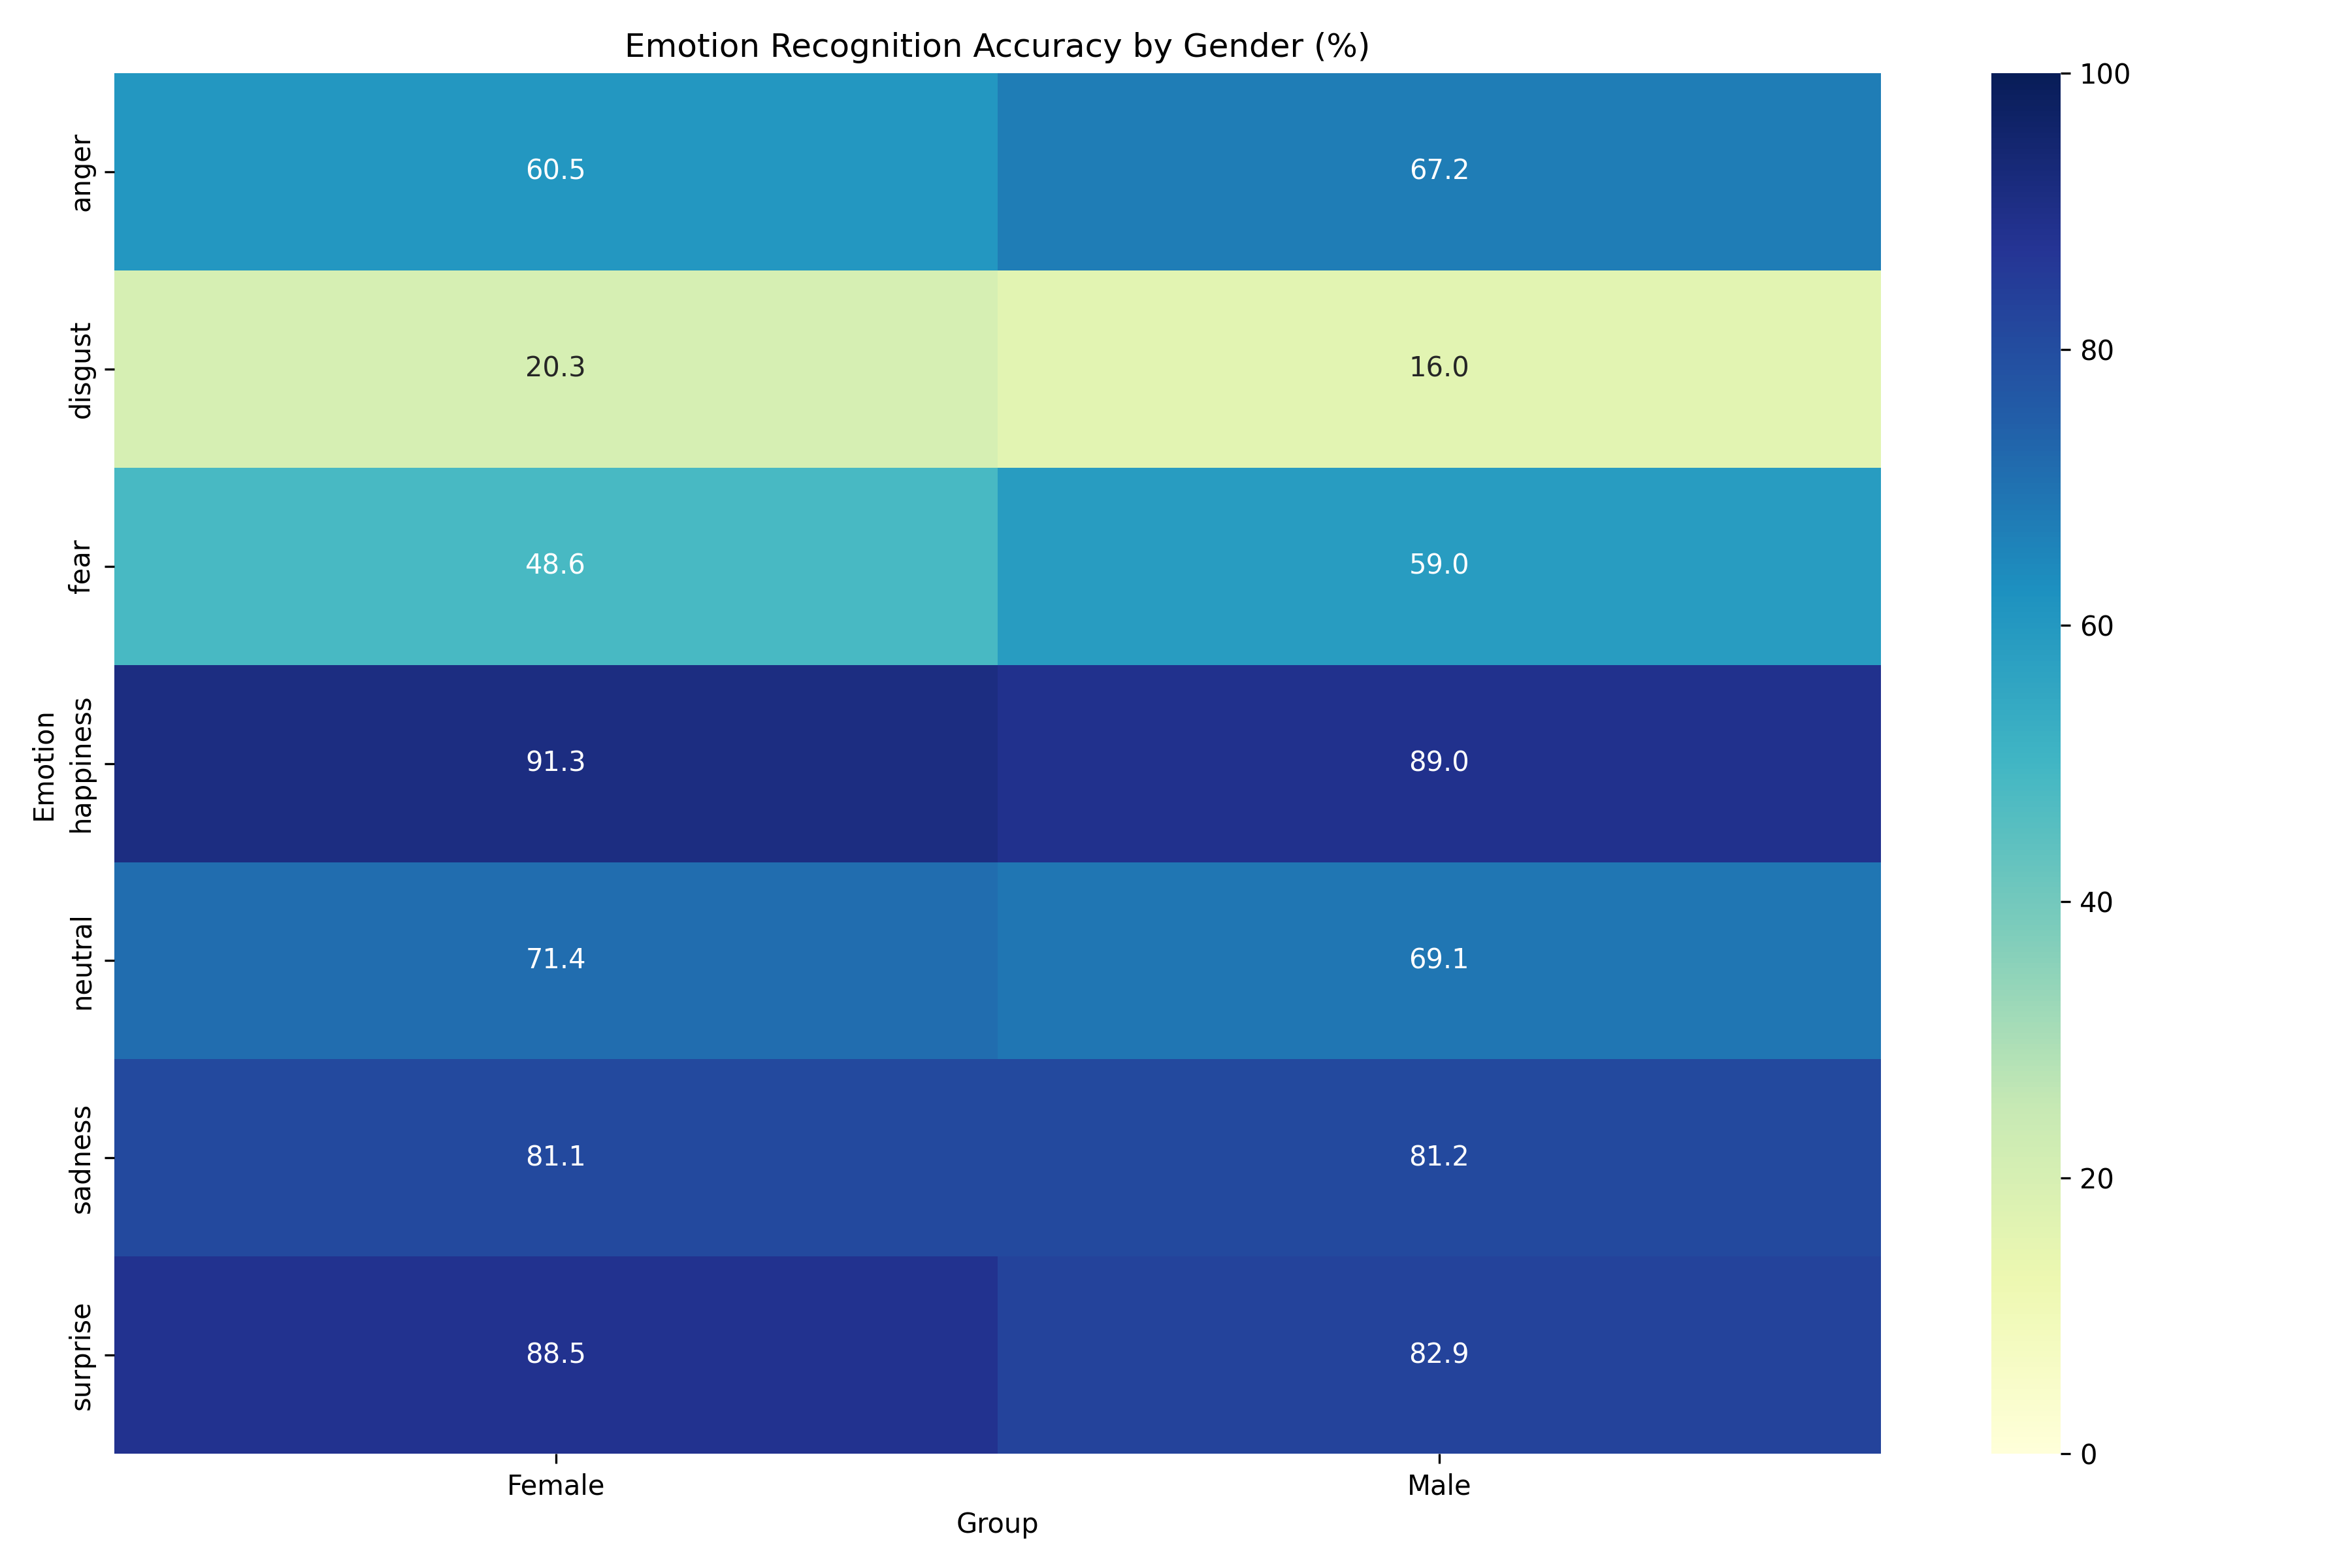 Emotion Recognition Accuracy by Gender (%)
Emotion
anger
60.5
67.2
disgust
20.3
16.0
fear
48.6
59.0
happiness
91.3
89.0
neutral
71.4
69.1
sadness
81.1
81.2
surprise
88.5
82.9
Female
Male
Group
100
80
60
40
20
0